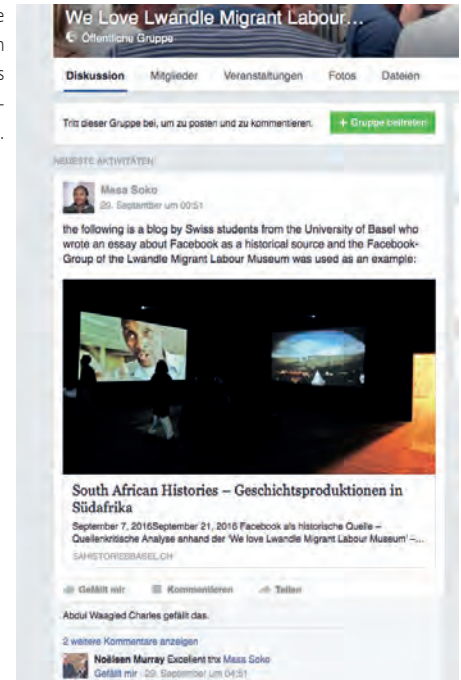 e
n
s
-
.
We Love Lwandle Migrant Labour...
Öffentliche Gruppe
Diskussion Mitglieder Veranstaltungen Fotos Dateien
Tritt dieser Gruppe bei, um zu posten und zu kommentieren. + Gruppe beitreten
NEUESTE AKTIVITÄTEN
Masa Soko
29. September um 00:51
the following is a blog by Swiss students from the University of Basel who
wrote an essay about Facebook as a historical source and the Facebook-
Group of the Lwandle Migrant Labour Museum was used as an example:
South African Histories – Geschichtsproduktionen in
Südafrika
September 7, 2016September 21, 2016 Facebook als historische Quelle –
Quellenkritische Analyse anhand der 'We love Lwandle Migrant Labour Museum' –...
SAHISTORIESBASEL.CH
Gefällt mir Kommentieren Teilen
Abdul Waagied Charles gefällt das.
2 weitere Kommentare anzeigen
Noëlsen Murray Excellent thx Masa Soko
Gefällt mir · 29. September um 04:51